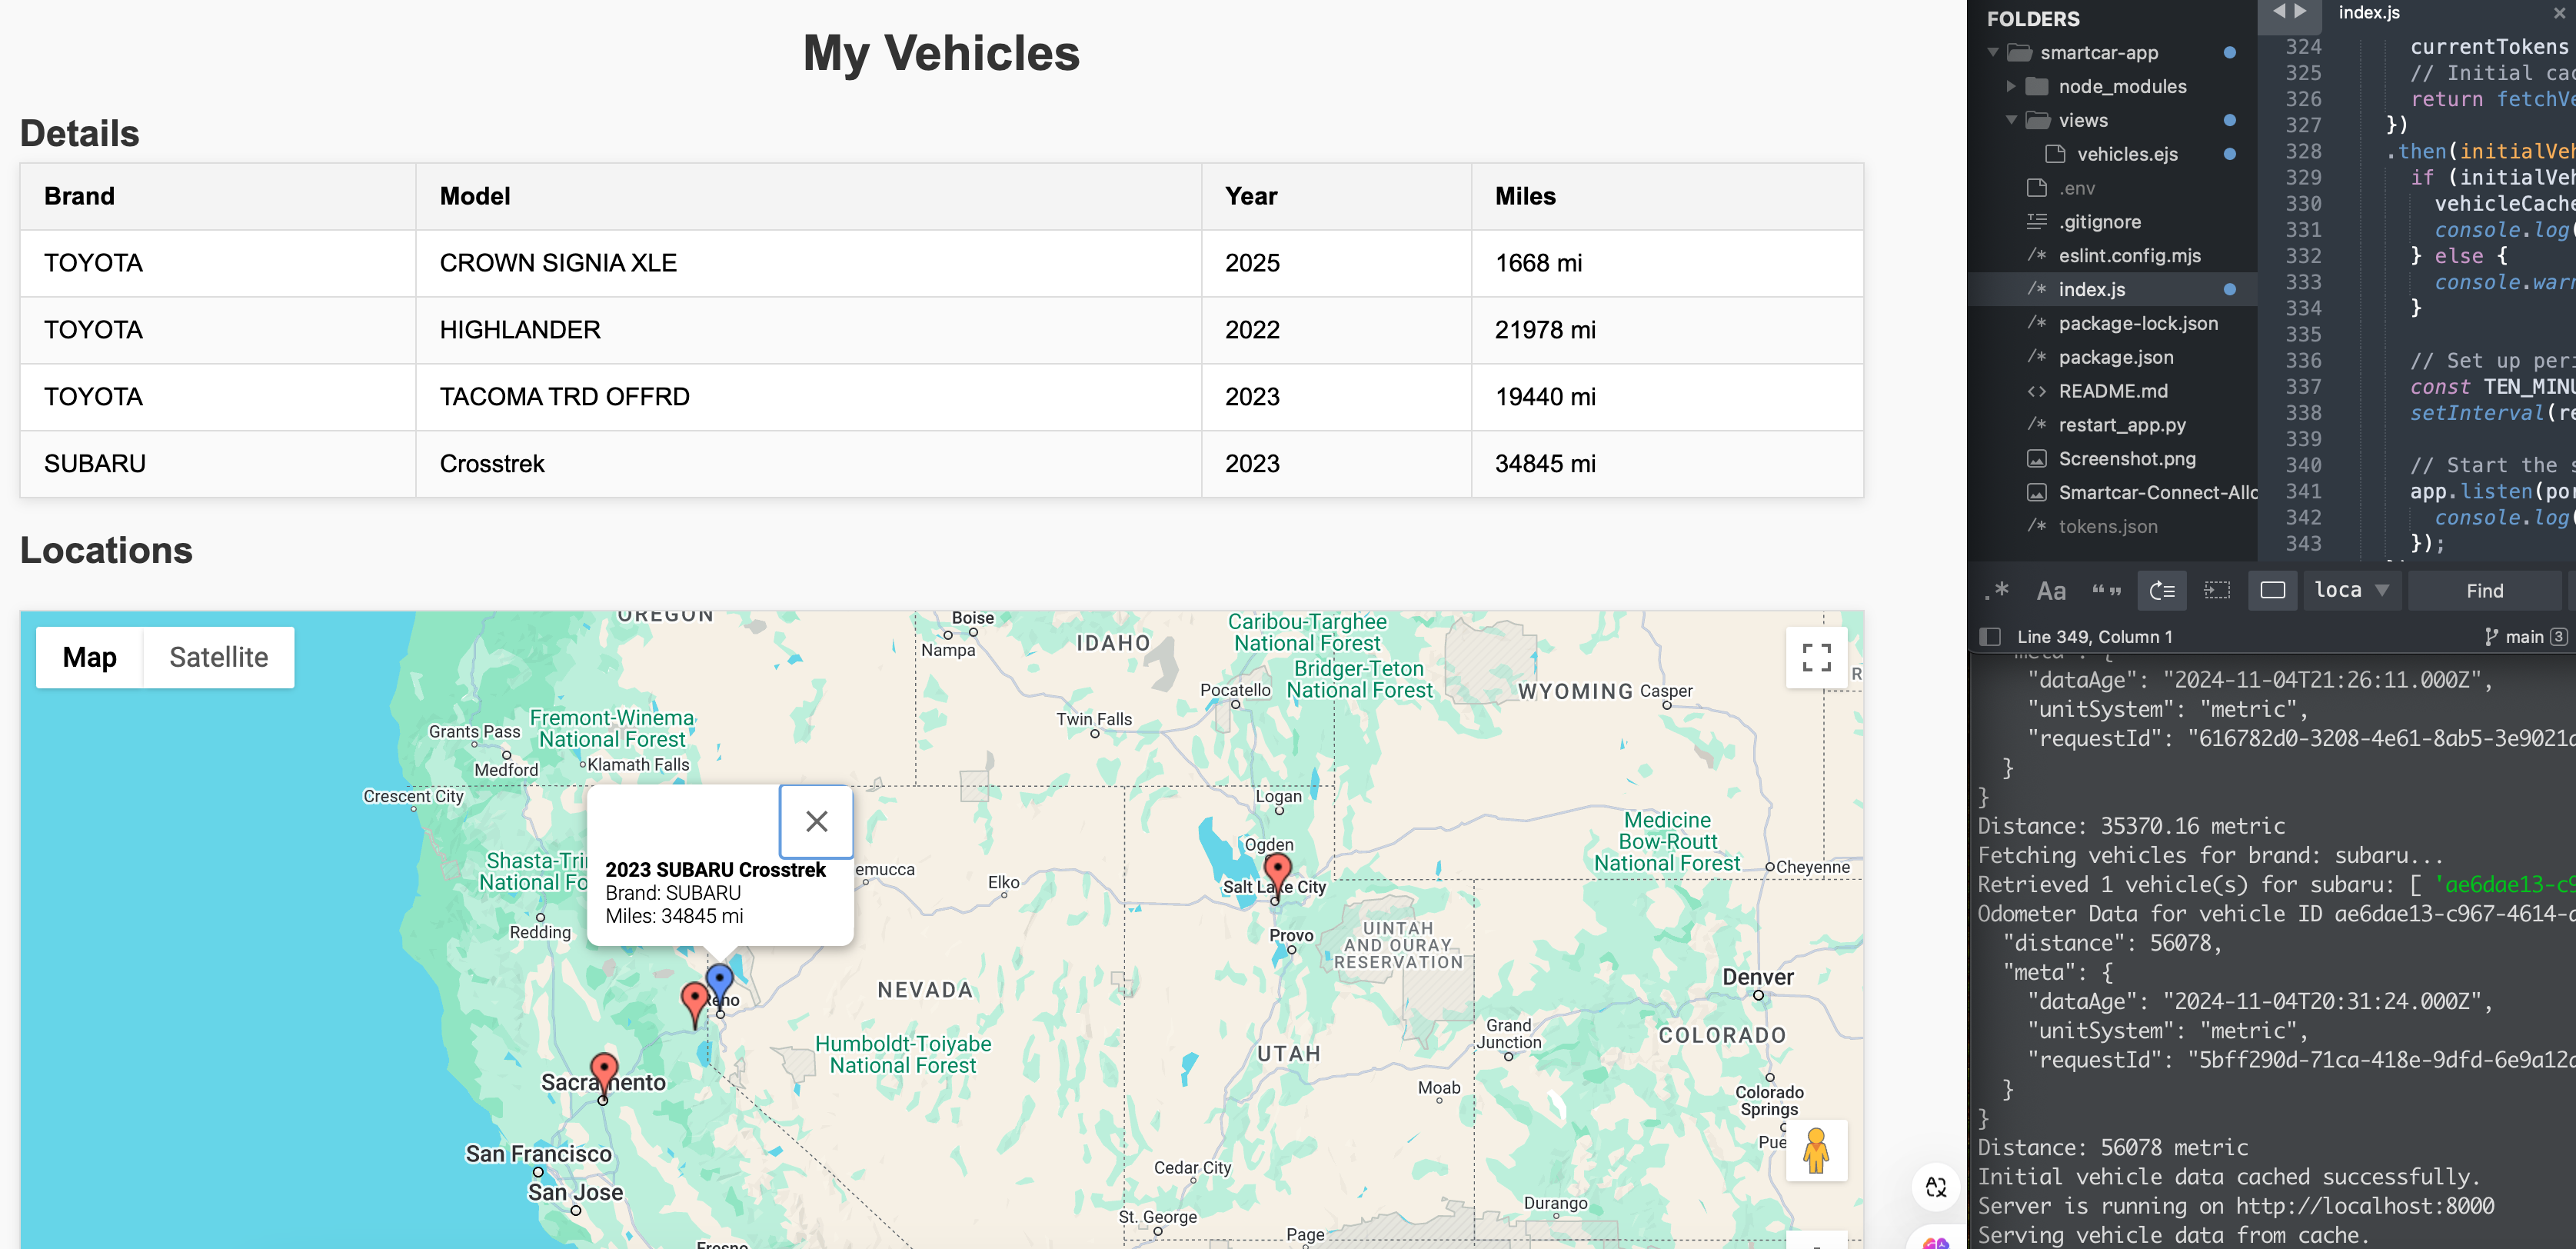 My Vehicles
Details
Brand Model Year Miles
TOYOTA CROWN SIGNIA XLE 2025 1668 mi
TOYOTA HIGHLANDER 2022 21978 mi
TOYOTA TACOMA TRD OFFRD 2023 19440 mi
SUBARU Crosstrek 2023 34845 mi
Locations
Map Satellite
OREGON
Boise
Nampa
IDAHO
Caribou-Targhee
National Forest
Bridger-Teton
National Forest
Pocatello
WYOMING
Casper
Twin Falls
Fremont-Winema
National Forest
Grants Pass
Medford
Klamath Falls
Crescent City
Logan
Ogden
Medicine
Bow-Routt
National Forest
Cheyenne
Shasta-Tri
National Fo
2023 SUBARU Crosstrek
Brand: SUBARU
Miles: 34845 mi
emucca
Elko
Salt Lake City
Redding
Provo
UINTAH
AND OURAY
RESERVATION
Denver
Reno
NEVADA
Humboldt-Toiyabe
National Forest
UTAH
Grand
Junction
COLORADO
Sacramento
Moab
Colorado
Springs
Pue
San Francisco
San Jose
Cedar City
St. George
Durango
Page
Fresno
FOLDERS
smartcar-app
node_modules
views
vehicles.ejs
.env
.gitignore
/* eslint.config.mjs
/* index.js
/* package-lock.json
/* package.json
<> README.md
/* restart_app.py
Screenshot.png
Smartcar-Connect-Allo
/* tokens.json
index.js
324 currentTokens
325 // Initial cac
326 return fetchVe
327 })
328 .then(initialVeh
329 if (initialVeh
330 vehicleCache
331 console.log(
332 } else {
333 console.warn
334 }
335
336 // Set up peri
337 const TEN_MINU
338 setInterval(re
339
340 // Start the s
341 app.listen(por
342 console.log(
343 });
.* Aa “” loca Find
Line 349, Column 1 main 3
"meta": {
"dataAge": "2024-11-04T21:26:11.000Z",
"unitSystem": "metric",
"requestId": "616782d0-3208-4e61-8ab5-3e9021
}
}
Distance: 35370.16 metric
Fetching vehicles for brand: subaru...
Retrieved 1 vehicle(s) for subaru: [ 'ae6dae13-c9
Odometer Data for vehicle ID ae6dae13-c967-4614-
"distance": 56078,
"meta": {
"dataAge": "2024-11-04T20:31:24.000Z",
"unitSystem": "metric",
"requestId": "5bff290d-71ca-418e-9dfd-6e9a12
}
}
Distance: 56078 metric
Initial vehicle data cached successfully.
Server is running on http://localhost:8000
Serving vehicle data from cache.